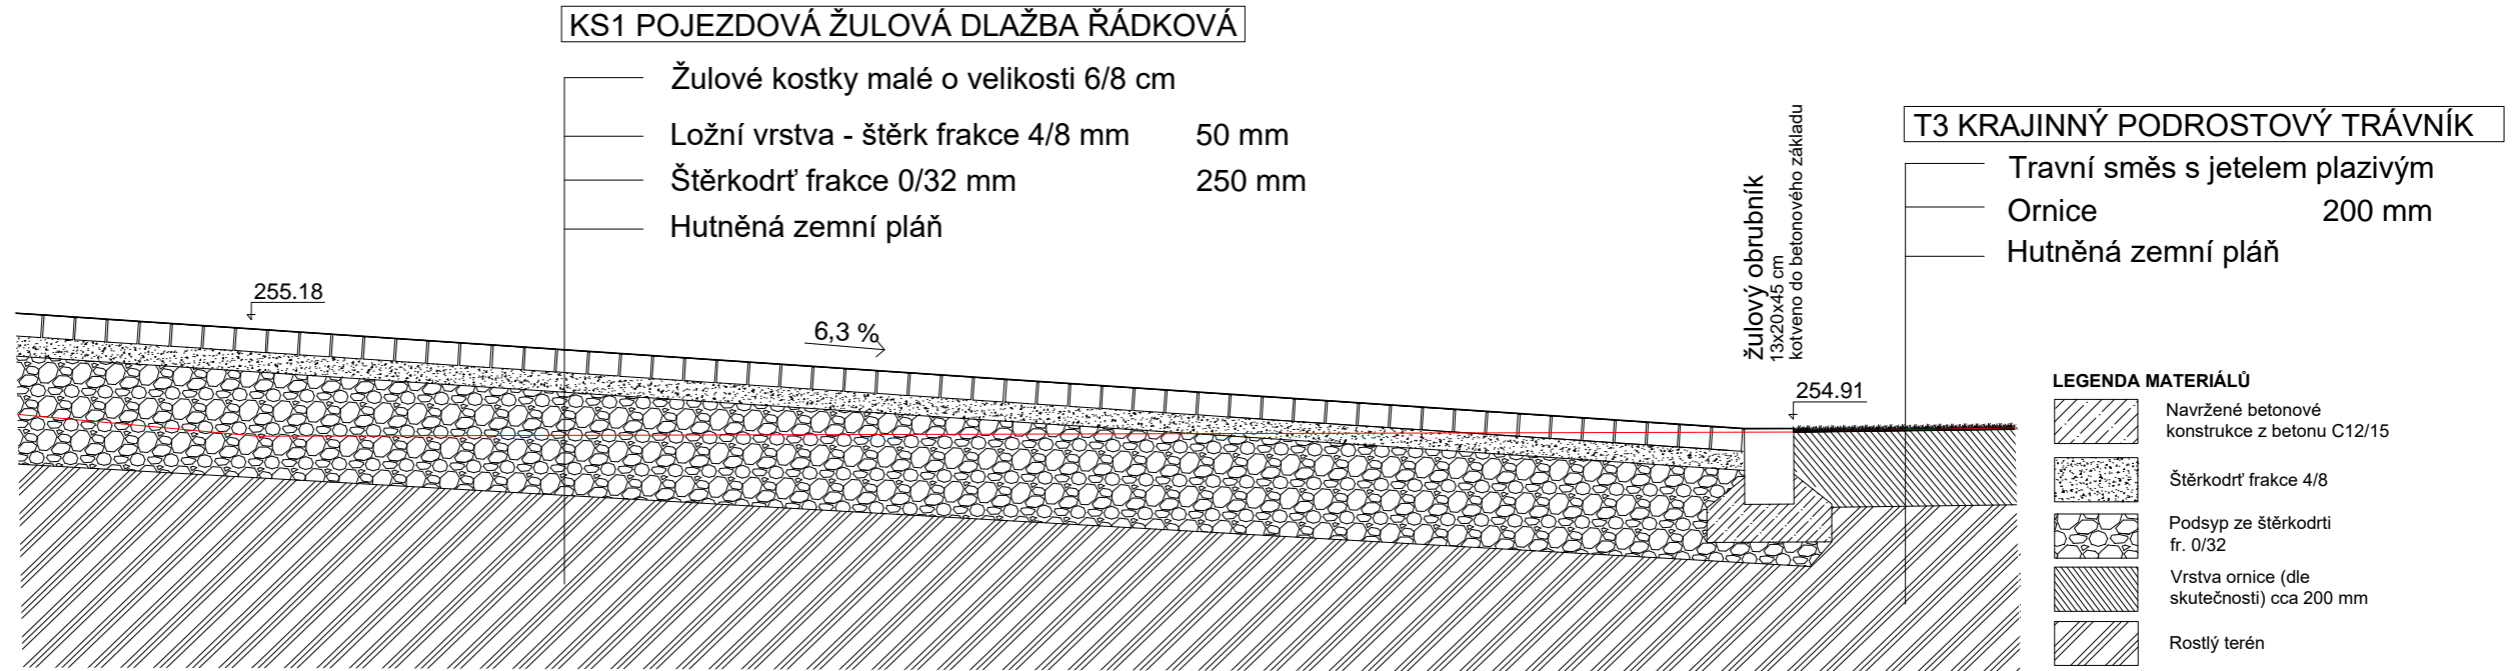 KS1 POJEZDOVÁ ŽULOVÁ DLAŽBA ŘÁDKOVÁ
Žulové kostky malé o velikosti 6/8 cm
Ložní vrstva - štěrk frakce 4/8 mm 50 mm
Štěrkodrť frakce 0/32 mm 250 mm
Hutněná zemní pláň
255.18
6,3 %
žulový obrubník
13x20x45 cm
kotveno do betonového základu
254.91
T3 KRAJINNÝ PODROSTOVÝ TRÁVNÍK
Travní směs s jetelem plazivým
Ornice 200 mm
Hutněná zemní pláň
LEGENDA MATERIÁLŮ
Navržené betonové
konstrukce z betonu C12/15
Štěrkodrť frakce 4/8
Podsyp ze štěrkodrti
fr. 0/32
Vrstva ornice (dle
skutečnosti) cca 200 mm
Rostlý terén